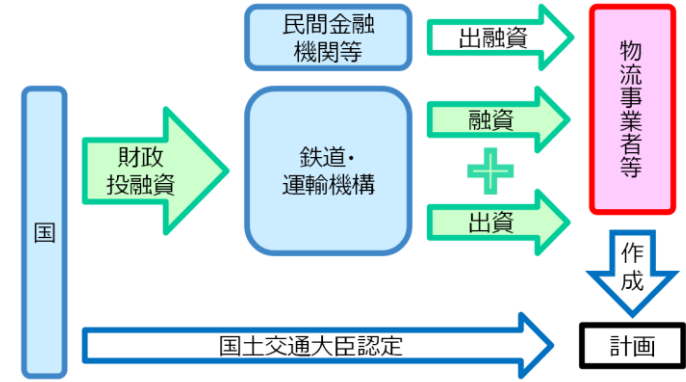 民間金融
機関等
出融資
物流事業者等
国
財政
投融資
鉄道・
運輸機構
融資
出資
作成
国土交通大臣認定
計画